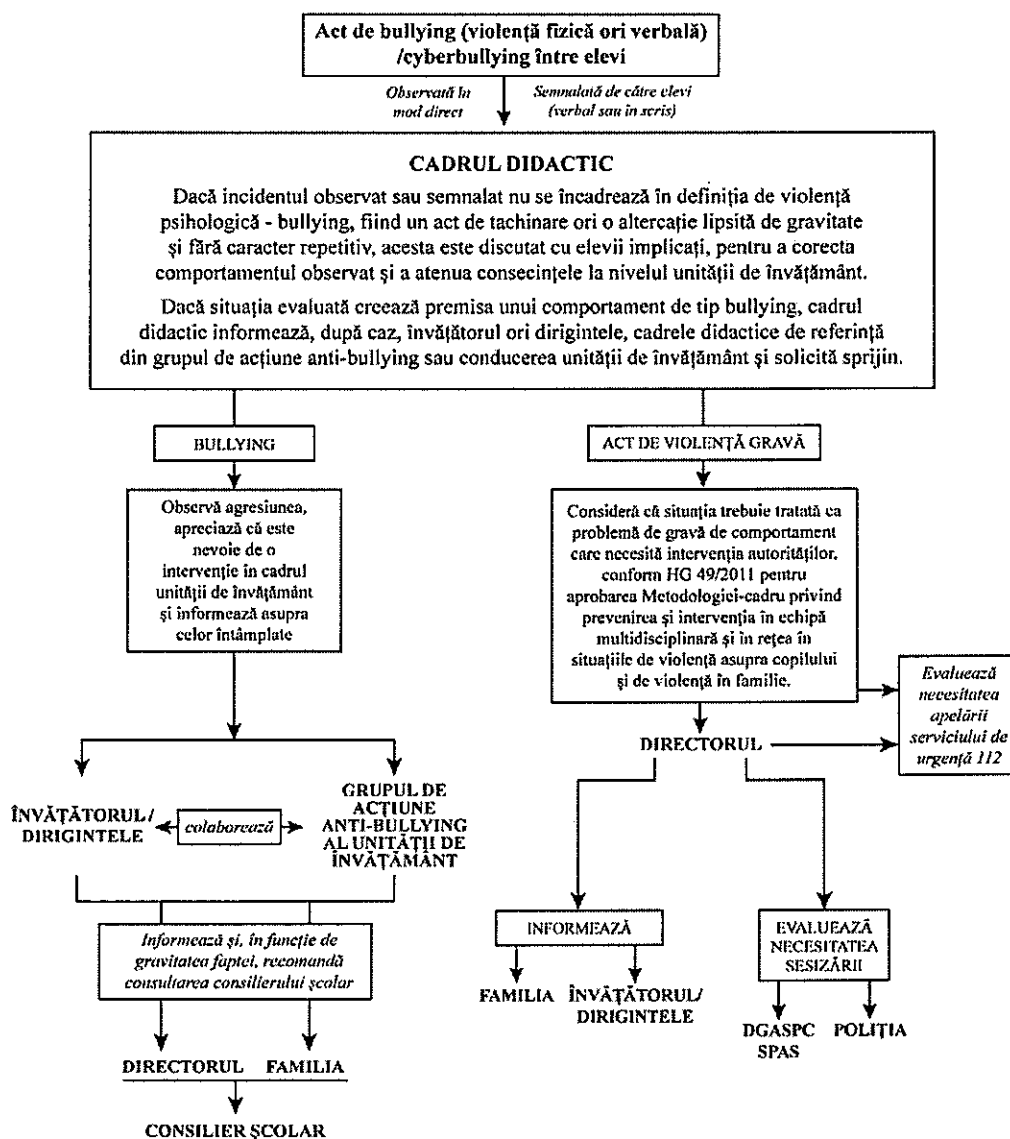 Act de bullying (violență fizică ori verbală)
/cyberbullying între elevi
Observată în
mod direct
Semnalată de către elevi
(verbal sau în scris)
CADRUL DIDACTIC
Dacă incidentul observat sau semnalat nu se încadrează în definiția de violență
psihologică - bullying, fiind un act de tachinare ori o altercație lipsită de gravitate
și fără caracter repetitiv, acesta este discutat cu elevii implicați, pentru a corecta
comportamentul observat și a atenua consecințele la nivelul unității de învățământ.
Dacă situația evaluată creează premisa unui comportament de tip bullying, cadrul
didactic informează, după caz, învățătorul ori dirigintele, cadrele didactice de referință
din grupul de acțiune anti-bullying sau conducerea unității de învățământ și solicită sprijin.
BULLYING
Observă agresiunea,
apreciază că este
nevoie de o
intervenție în cadrul
unității de învățământ
și informează asupra
celor întâmplate
ÎNVĂȚĂTORUL/
DIRIGINTELE
colaborează
GRUPUL DE
ACȚIUNE
ANTI-BULLYING
AL UNITĂȚII DE
ÎNVĂȚĂMÂNT
Informează și, în funcție de
gravitatea faptei, recomandă
consultarea consilierului școlar
DIRECTORUL
FAMILIA
CONSILIER ȘCOLAR
ACT DE VIOLENȚĂ GRAVĂ
Consideră că situația trebuie tratată ca
problemă de gravă de comportament
care necesită intervenția autorităților,
conform HG 49/2011 pentru
aprobarea Metodologiei-cadru privind
prevenirea și intervenția în echipă
multidisciplinară și în rețea în
situațiile de violență asupra copilului
și de violență în familie.
Evaluează
necesitatea
apelării
serviciului de
urgență 112
DIRECTORUL
INFORMEAZĂ
FAMILIA
ÎNVĂȚĂTORUL/
DIRIGINTELE
EVALUEAZĂ
NECESITATEA
SESIZĂRII
DGASPC
SPAS
POLIȚIA